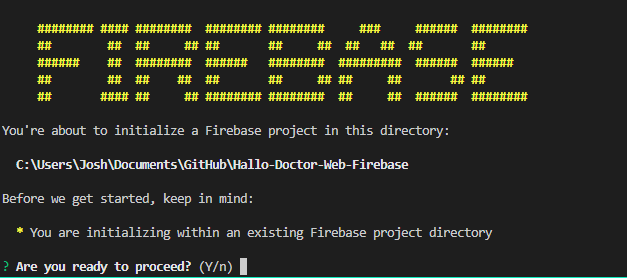 FIREBASE
You're about to initialize a Firebase project in this directory:
C:\Users\Josh\Documents\GitHub\Hallo-Doctor-Web-Firebase
Before we get started, keep in mind:
* You are initializing within an existing Firebase project directory
? Are you ready to proceed? (Y/n)